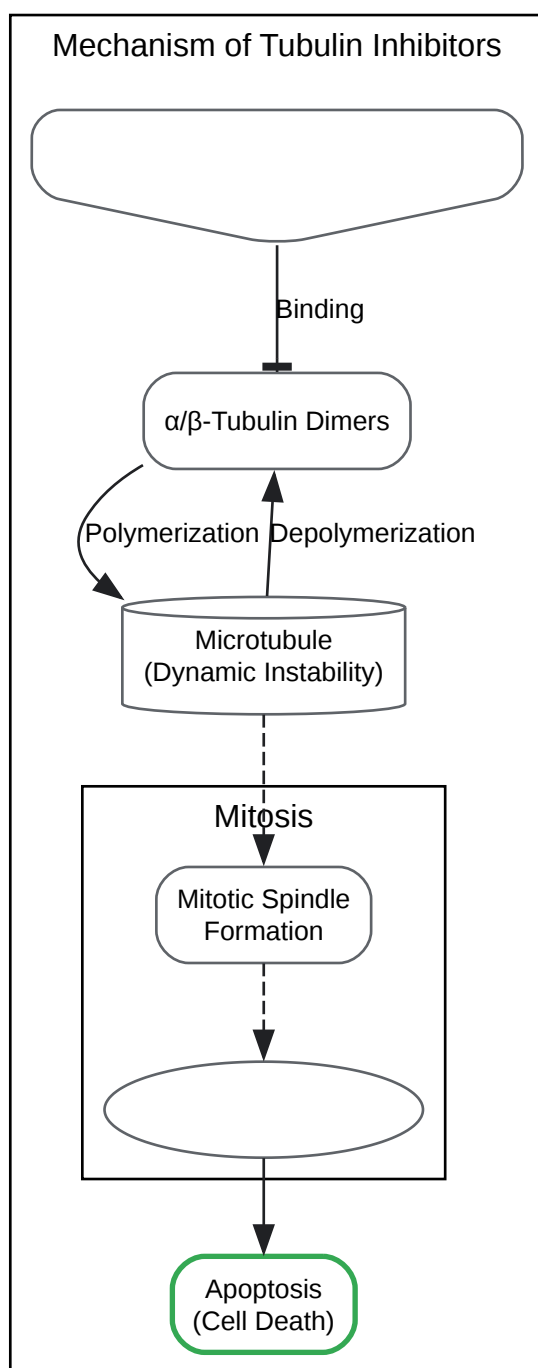 Mechanism of Tubulin Inhibitors
Binding
α/β-Tubulin Dimers
Polymerization
Depolymerization
Microtubule
(Dynamic Instability)
Mitosis
Mitotic Spindle
Formation
Apoptosis
(Cell Death)